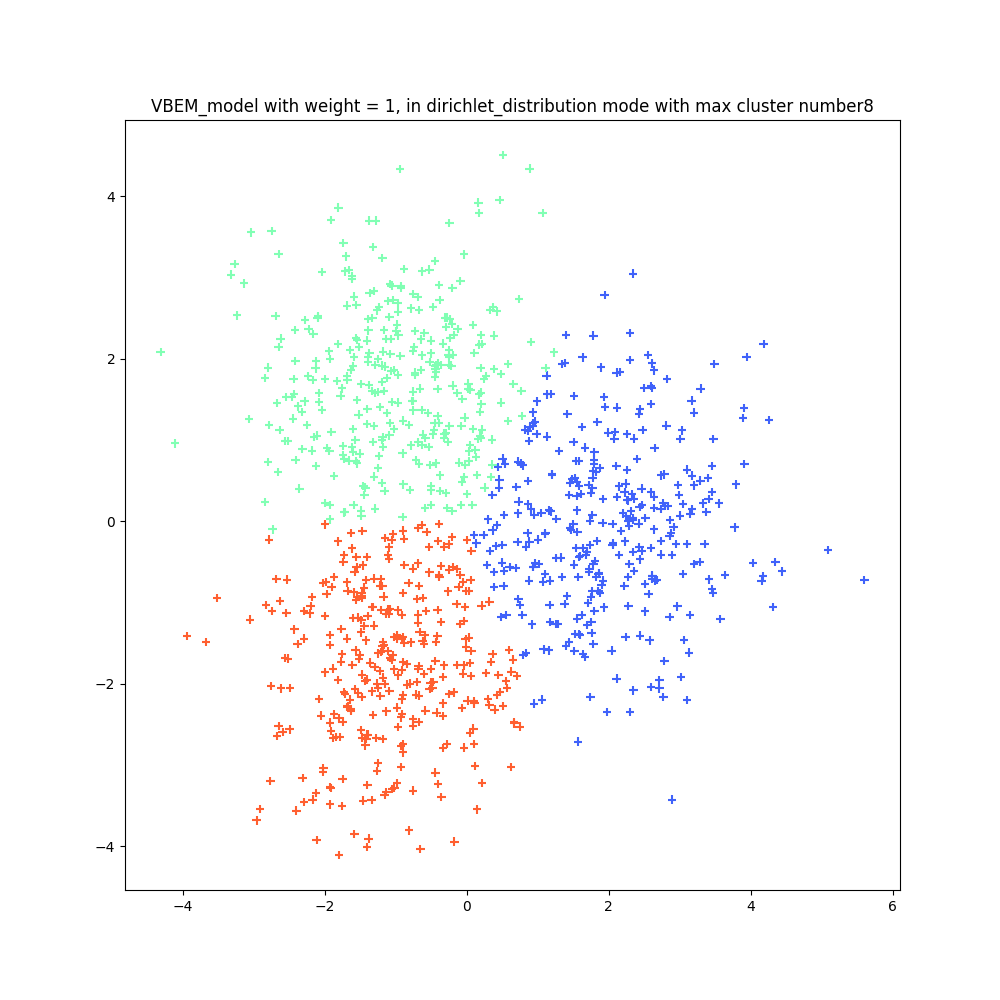 VBEM_model with weight = 1, in dirichlet_distribution mode with max cluster number8
4
2
0
−2
−4
−4 −2 0 2 4 6